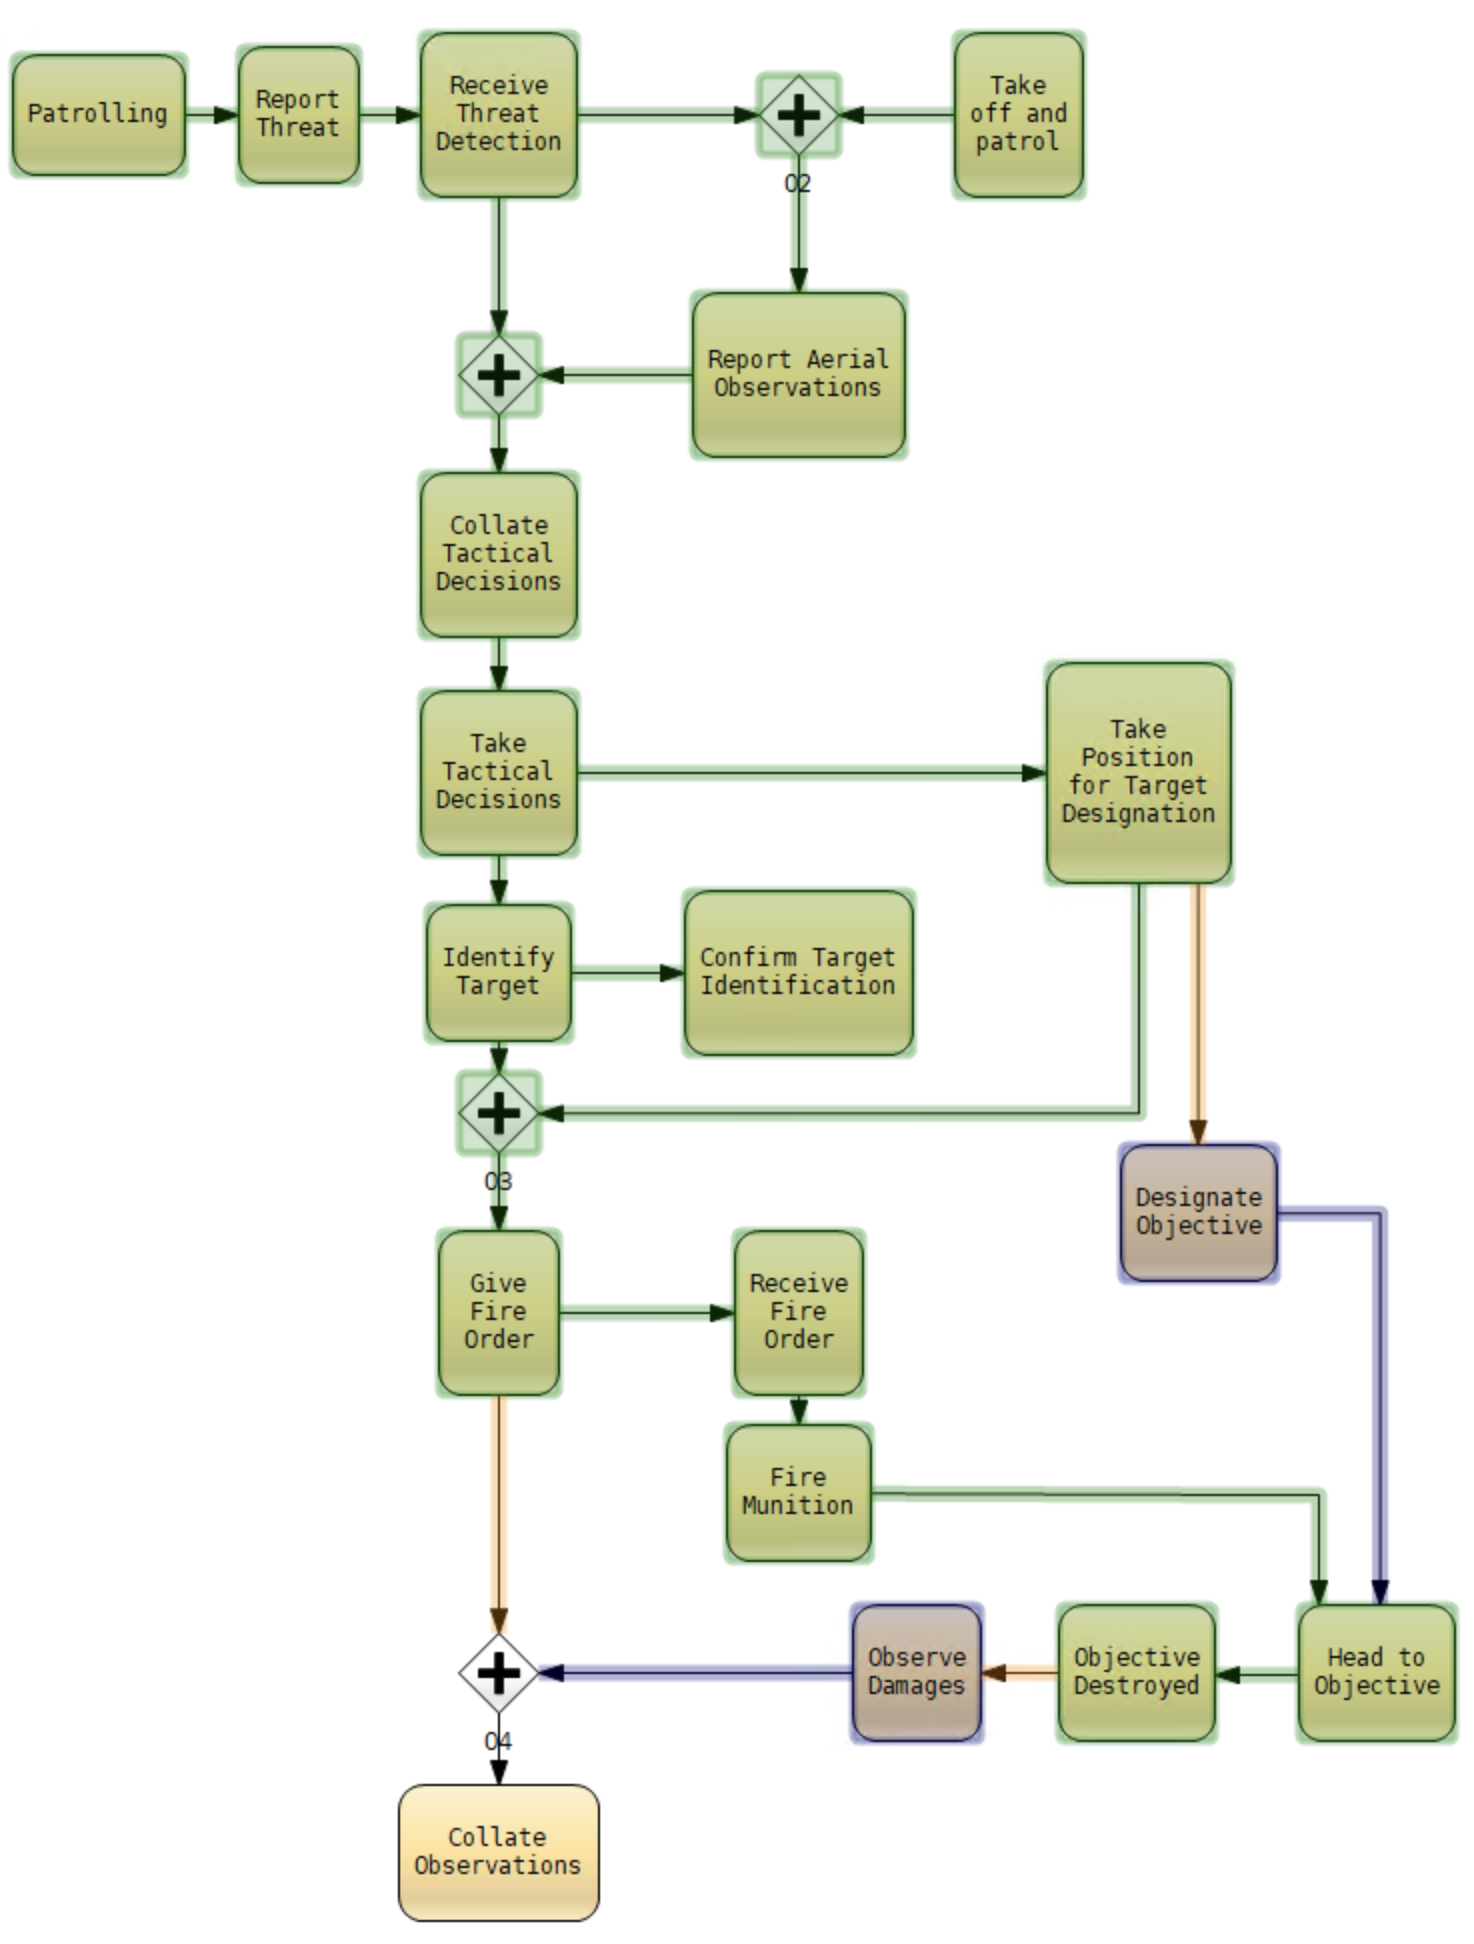 Patrolling
Report
Threat
Receive
Threat
Detection
Take
off and
patrol
02
Report Aerial
Observations
Collate
Tactical
Decisions
Take
Tactical
Decisions
Take
Position
for Target
Designation
Identify
Target
Confirm Target
Identification
03
Designate
Objective
Give
Fire
Order
Receive
Fire
Order
Fire
Munition
Observe
Damages
Objective
Destroyed
Head to
Objective
04
Collate
Observations